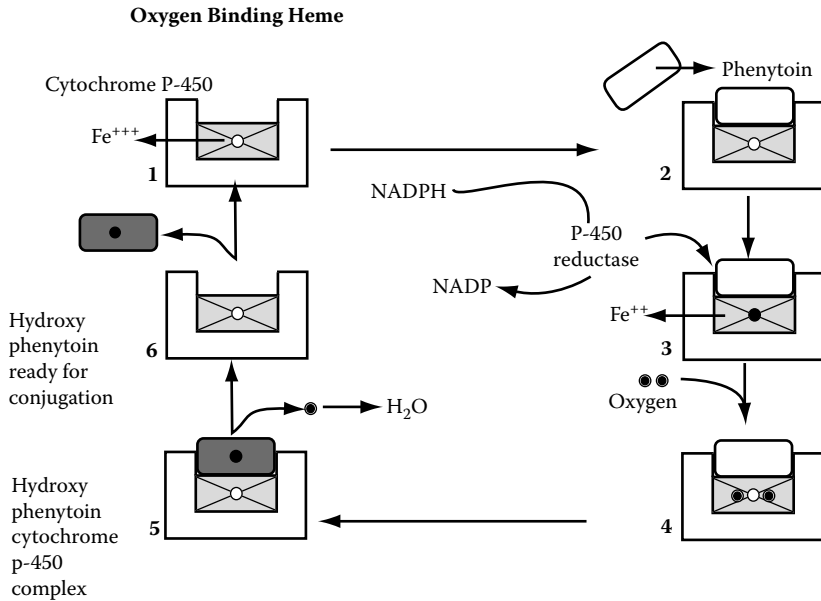 Oxygen Binding Heme
Cytochrome P-450
Fe+++
1
Phenytoin
2
NADPH
P-450
reductase
NADP
Fe++
3
Oxygen
Hydroxy
phenytoin
ready for
conjugation
6
H2O
4
5
Hydroxy
phenytoin
cytochrome
p-450
complex